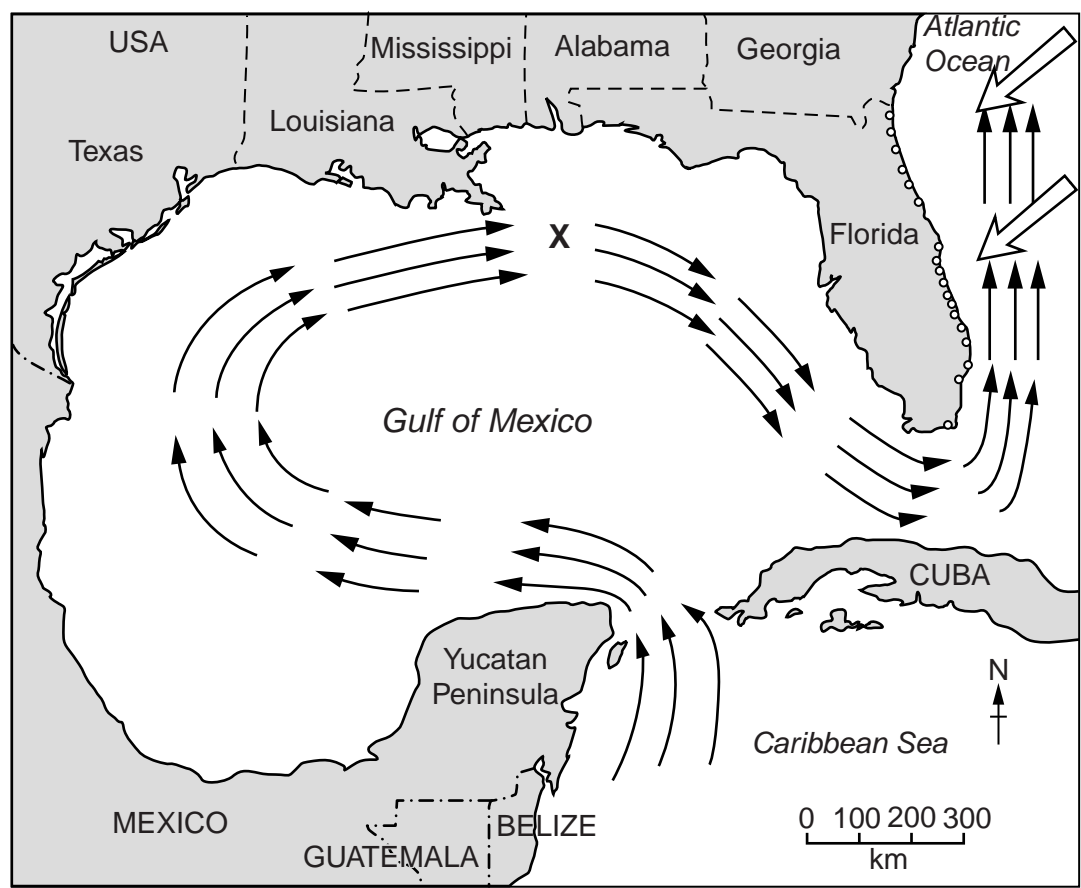 USA
Mississippi
Alabama
Georgia
Atlantic
Ocean
Louisiana
Texas
X
Florida
Gulf of Mexico
CUBA
Yucatan
Peninsula
N
Caribbean Sea
MEXICO
BELIZE
GUATEMALA
0 100 200 300
km